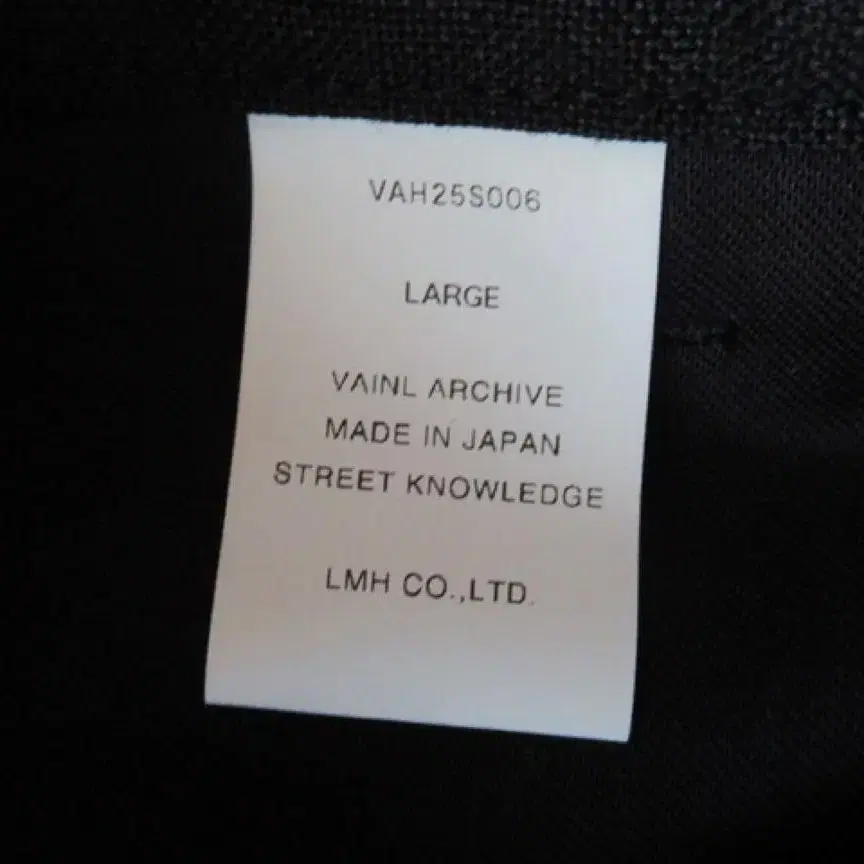 VAH25S006
LARGE
VAINL ARCHIVE
MADE IN JAPAN
STREET KNOWLEDGE
LMH CO.,LTD.